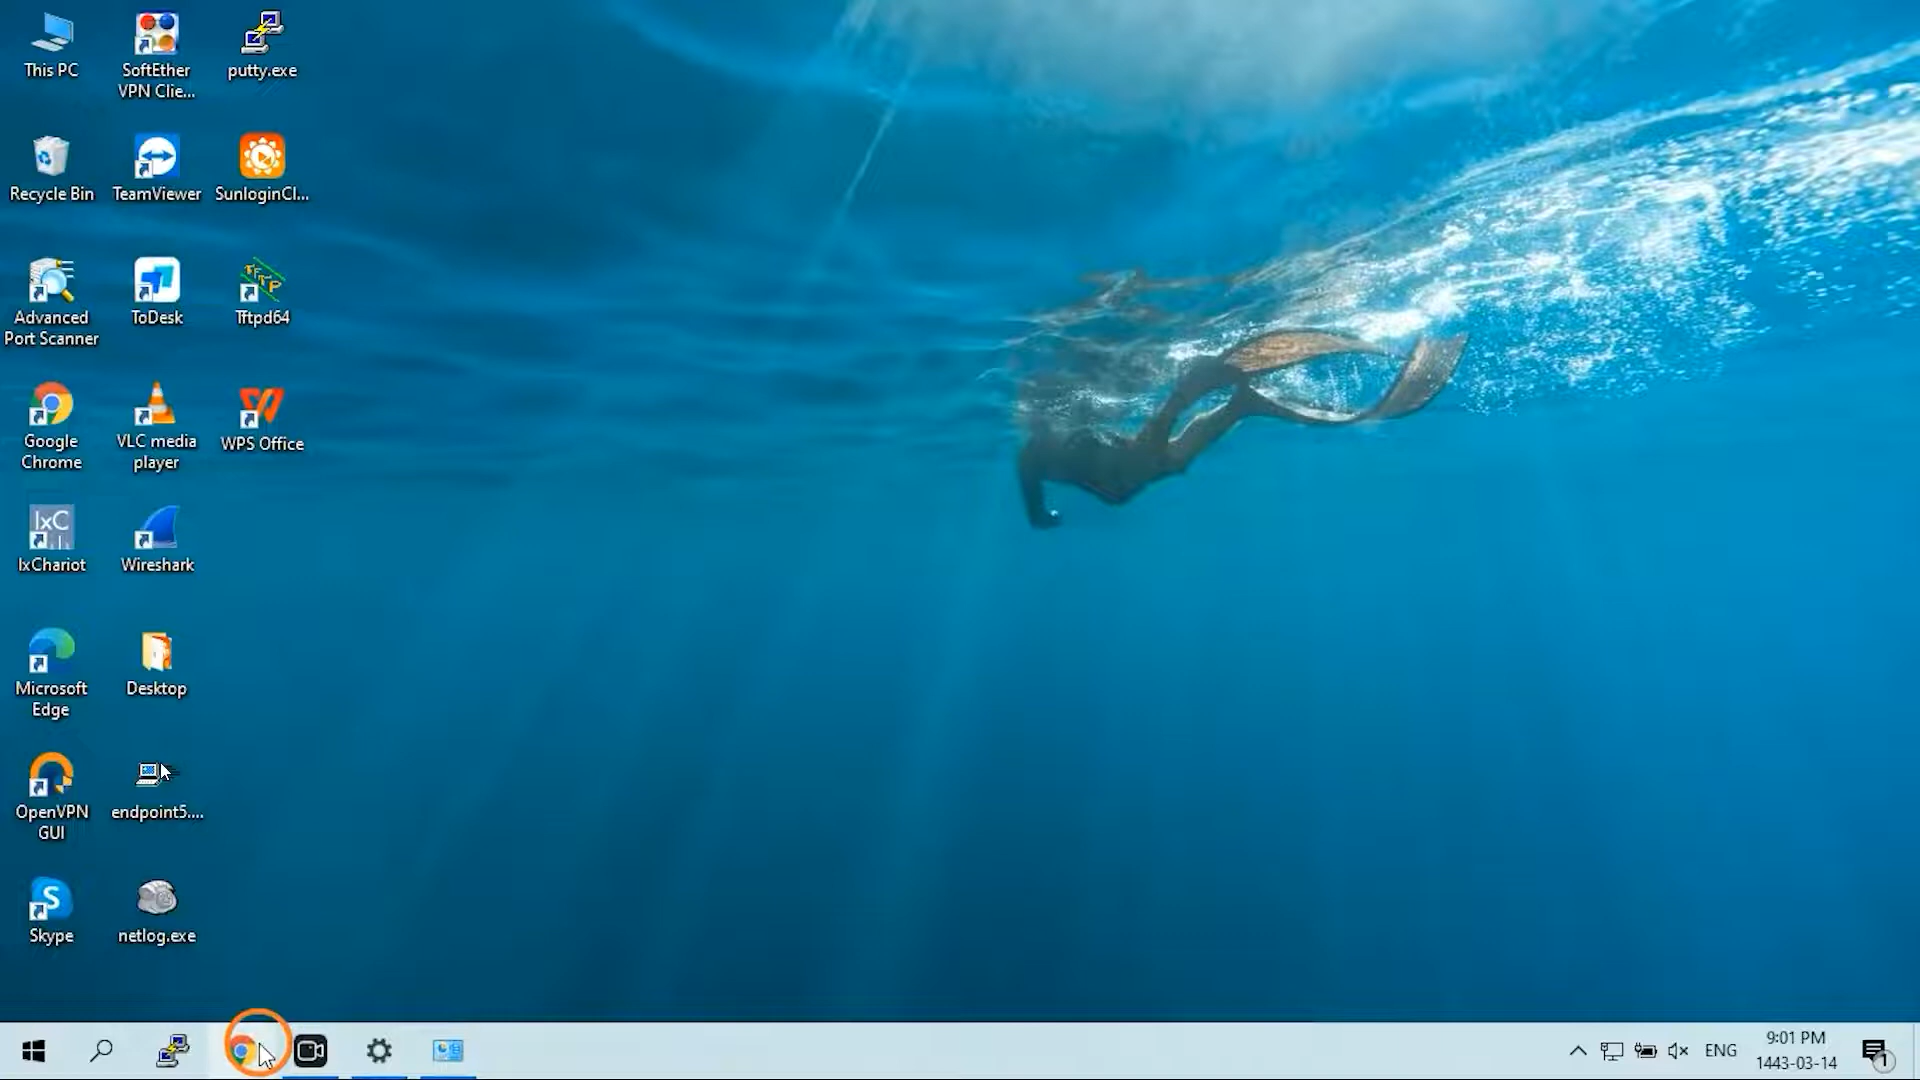 This PC
SoftEther
VPN Clie...
putty.exe
Recycle Bin
TeamViewer
SunloginCl...
Advanced
Port Scanner
ToDesk
Tftpd64
Google
Chrome
VLC media
player
WPS Office
IxC
IxChariot
Wireshark
Microsoft
Edge
Desktop
OpenVPN
GUI
endpoint5....
S
Skype
netlog.exe
ENG
9:01 PM
1443-03-14
1